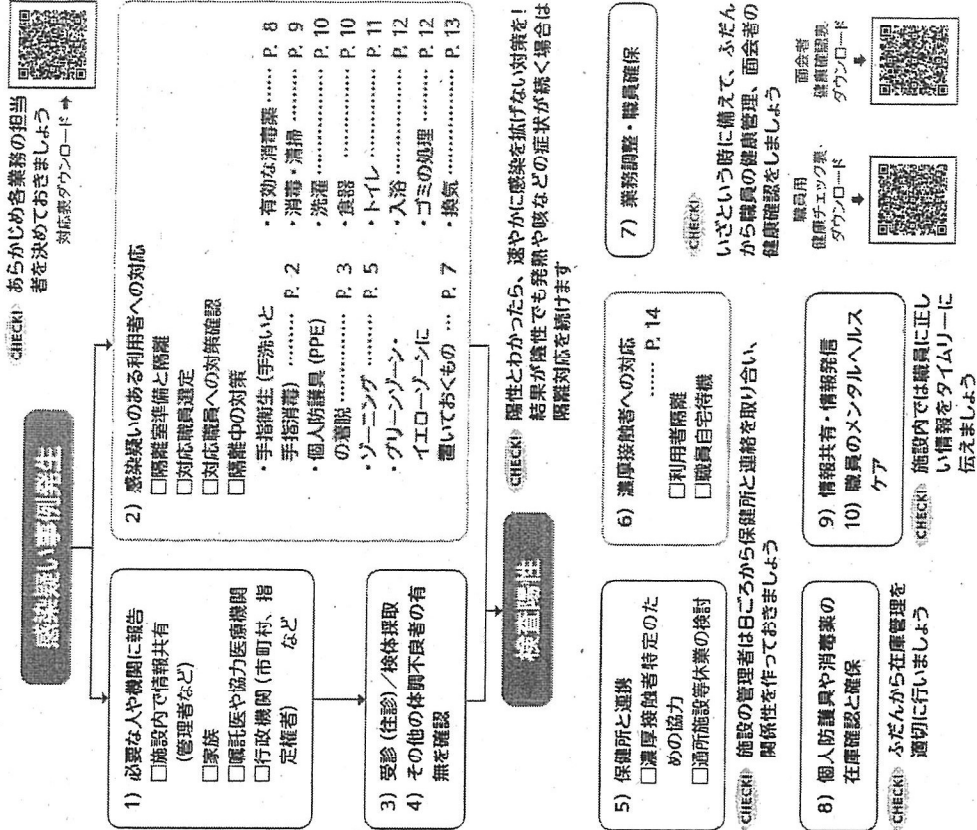 感染疑い事例発生
CHECK!! あらかじめ各業務の担当
者を決めておきましょう
対応表ダウンロード➡
1) 必要な人や機関に報告
□施設内で情報共有
(管理者など)
□家族
□嘱託医や協力医療機関
□行政機関 (市町村、指
定権者) など
2) 感染疑いのある利用者への対応
□隔離室準備と隔離
□対応職員選定
□対応職員への対策確認
□隔離中の対策
・手指衛生 (手洗いと
手指消毒) ……… P. 2
・個人防護具 (PPE)
の着脱 ………… P. 3
・ゾーニング ……… P. 5
・グリーンゾーン・
イエローゾーンに
置いておくもの … P. 7
・有効な消毒薬 …… P. 8
・消毒・清掃 ……… P. 9
・洗濯 …………… P. 10
・食器 …………… P. 10
・トイレ ………… P. 11
・入浴 …………… P. 12
・ゴミの処理 …… P. 12
・換気 …………… P. 13
3) 受診 (往診) / 検体採取
4) その他の体調不良者の有
無を確認
検査陽性
CHECK!! 陽性とわかったら、速やかに感染を拡げない対策を!
結果が陰性でも発熱や咳などの症状が続く場合は
隔離対応を続けます
5) 保健所と連携
□濃厚接触者特定のた
めの協力
□通所施設等休業の検討
6) 濃厚接触者への対応
…… P. 14
□利用者隔離
□職員自宅待機
7) 業務調整・職員確保
CHECK!! 施設の管理者は日ごろから保健所と連絡を取り合い、
関係性を作っておきましょう
CHECK!!
いざという時に備えて、ふだん
から職員の健康管理、面会者の
健康確認をしましょう
職員用
健康チェック表
ダウンロード
面会者
健康確認票
ダウンロード
8) 個人防護具や消毒薬の
在庫確認と確保
CHECK!! ふだんから在庫管理を
適切に行いましょう
9) 情報共有・情報発信
10) 職員のメンタルヘルス
ケア
CHECK!! 施設内では職員に正し
い情報をタイムリーに
伝えましょう